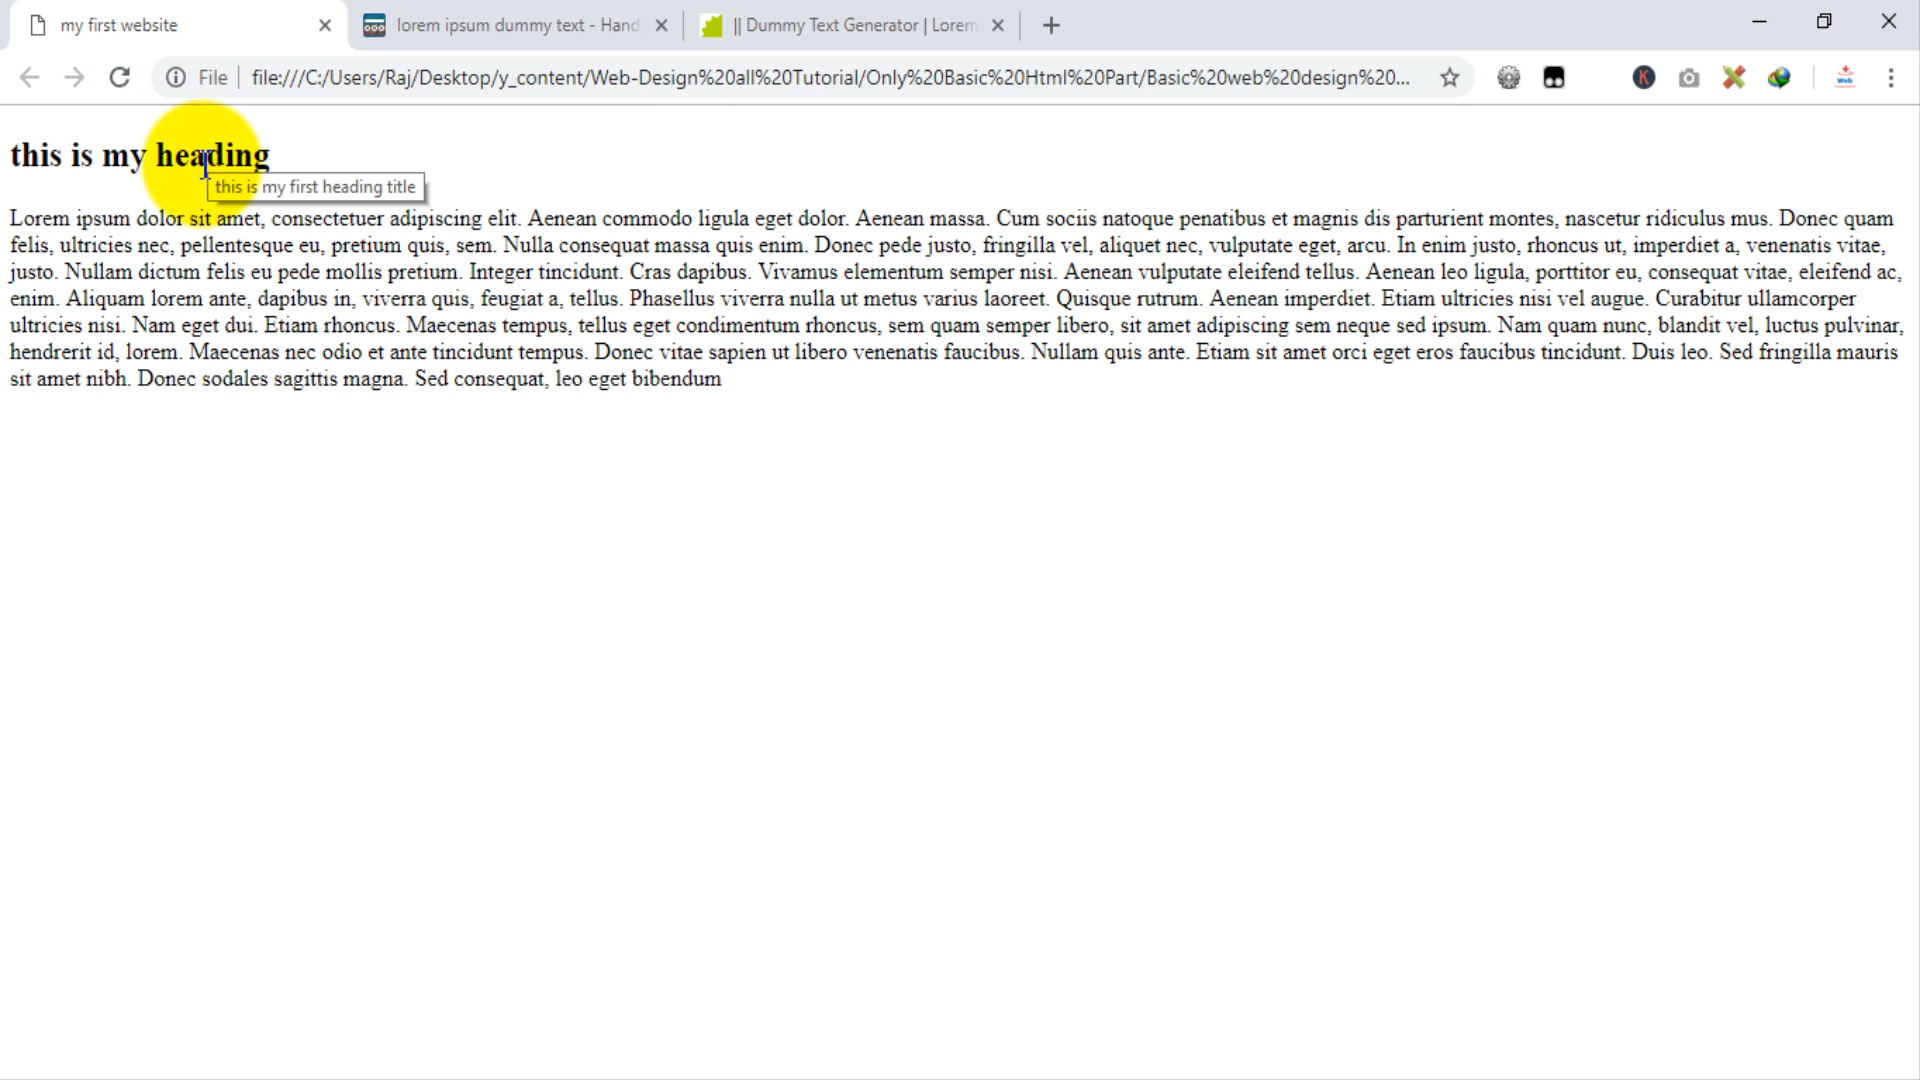 my first website
lorem ipsum dummy text - Hand
|| Dummy Text Generator | Lorem
File
file:///C:/Users/Raj/Desktop/y_content/Web-Design%20all%20Tutorial/Only%20Basic%20Html%20Part/Basic%20web%20design%20...
K
Web
this is my heading
this is my first heading title
Lorem ipsum dolor sit amet, consectetuer adipiscing elit. Aenean commodo ligula eget dolor. Aenean massa. Cum sociis natoque penatibus et magnis dis parturient montes, nascetur ridiculus mus. Donec quam
felis, ultricies nec, pellentesque eu, pretium quis, sem. Nulla consequat massa quis enim. Donec pede justo, fringilla vel, aliquet nec, vulputate eget, arcu. In enim justo, rhoncus ut, imperdiet a, venenatis vitae,
justo. Nullam dictum felis eu pede mollis pretium. Integer tincidunt. Cras dapibus. Vivamus elementum semper nisi. Aenean vulputate eleifend tellus. Aenean leo ligula, porttitor eu, consequat vitae, eleifend ac,
enim. Aliquam lorem ante, dapibus in, viverra quis, feugiat a, tellus. Phasellus viverra nulla ut metus varius laoreet. Quisque rutrum. Aenean imperdiet. Etiam ultricies nisi vel augue. Curabitur ullamcorper
ultricies nisi. Nam eget dui. Etiam rhoncus. Maecenas tempus, tellus eget condimentum rhoncus, sem quam semper libero, sit amet adipiscing sem neque sed ipsum. Nam quam nunc, blandit vel, luctus pulvinar,
hendrerit id, lorem. Maecenas nec odio et ante tincidunt tempus. Donec vitae sapien ut libero venenatis faucibus. Nullam quis ante. Etiam sit amet orci eget eros faucibus tincidunt. Duis leo. Sed fringilla mauris
sit amet nibh. Donec sodales sagittis magna. Sed consequat, leo eget bibendum